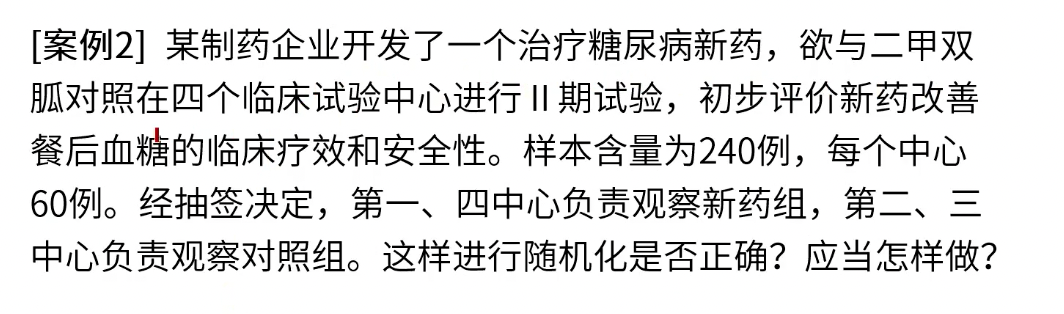 [案例2] 某制药企业开发了一个治疗糖尿病新药，欲与二甲双
胍对照在四个临床试验中心进行Ⅱ期试验，初步评价新药改善
餐后血糖的临床疗效和安全性。样本含量为240例，每个中心
60例。经抽签决定，第一、四中心负责观察新药组，第二、三
中心负责观察对照组。这样进行随机化是否正确？应当怎样做？